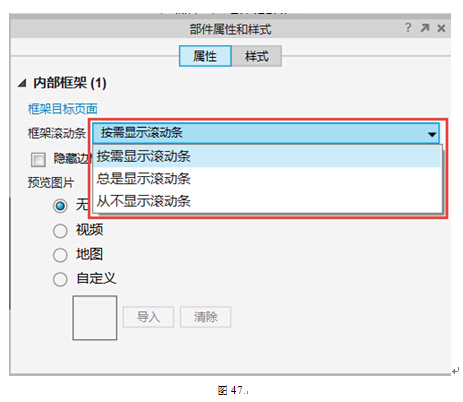 部件属性和样式
属性 样式
内部框架 (1)
框架目标页面
框架滚动条 按需显示滚动条
按需显示滚动条
隐藏边
总是显示滚动条
预览图片
从不显示滚动条
无
视频
地图
自定义
导入 清除
图 47.